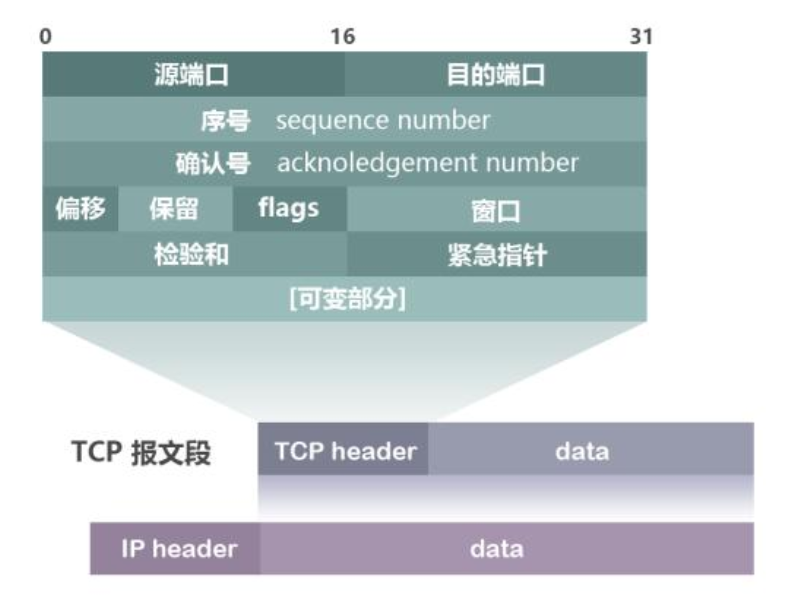 0 16 31
源端口 目的端口
序号 sequence number
确认号 acknoledgement number
偏移 保留 flags 窗口
检验和 紧急指针
[可变部分]
TCP 报文段 TCP header data
IP header data